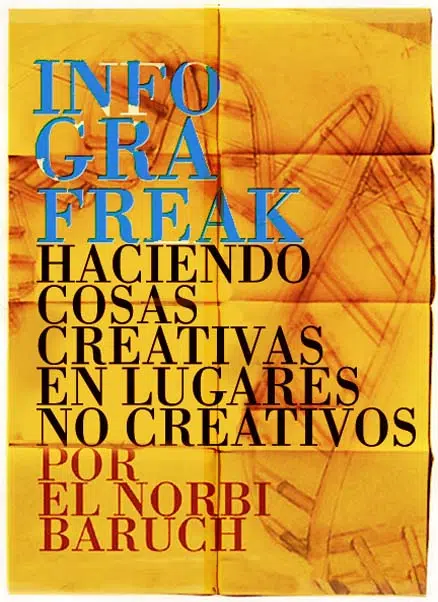 INFO
GRA
FREAK
HACIENDO
COSAS
CREATIVAS
EN LUGARES
NO CREATIVOS
POR
EL NORBI
BARUCH